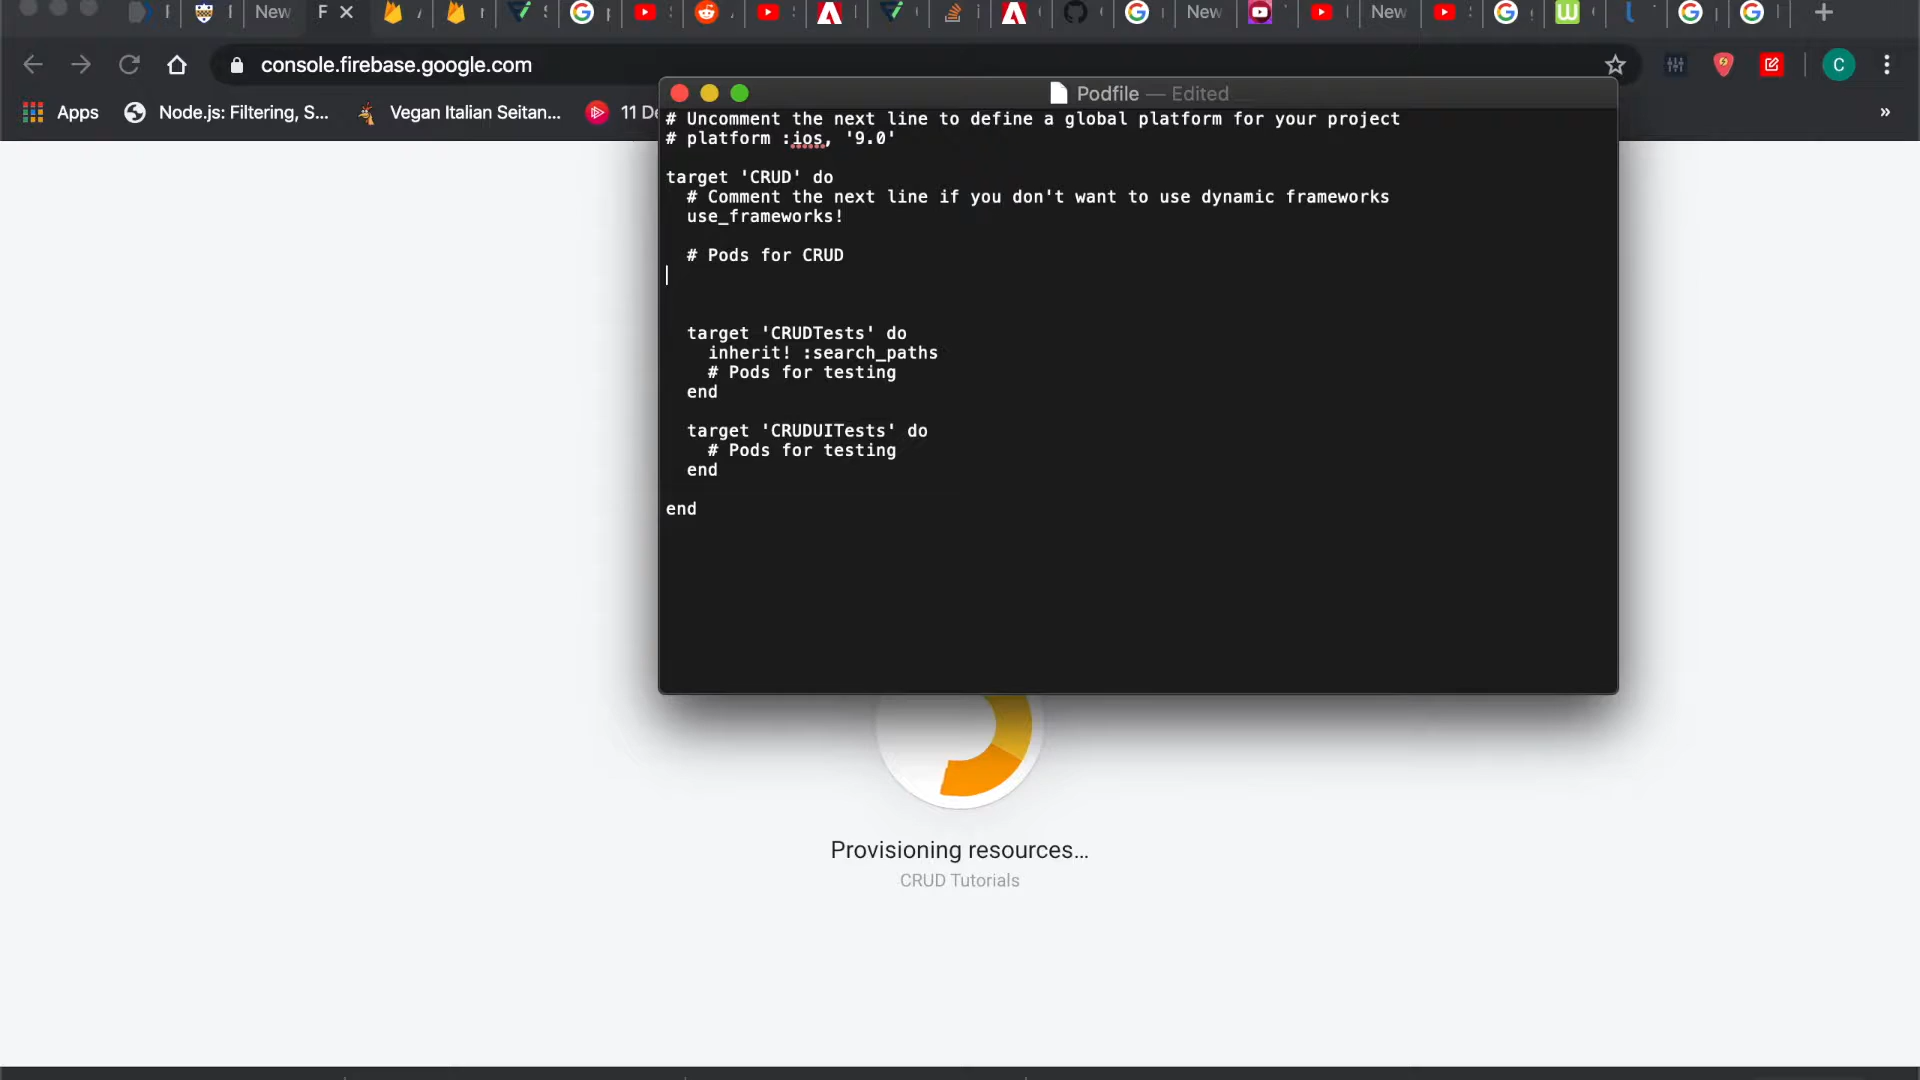 New
F
New
New
console.firebase.google.com
C
Apps
Node.js: Filtering, S...
Vegan Italian Seitan...
Podfile — Edited
# Uncomment the next line to define a global platform for your project
# platform :ios, '9.0'
target 'CRUD' do
# Comment the next line if you don't want to use dynamic frameworks
use_frameworks!
# Pods for CRUD
target 'CRUDTests' do
inherit! :search_paths
# Pods for testing
end
target 'CRUDUITests' do
# Pods for testing
end
end
Provisioning resources...
CRUD Tutorials